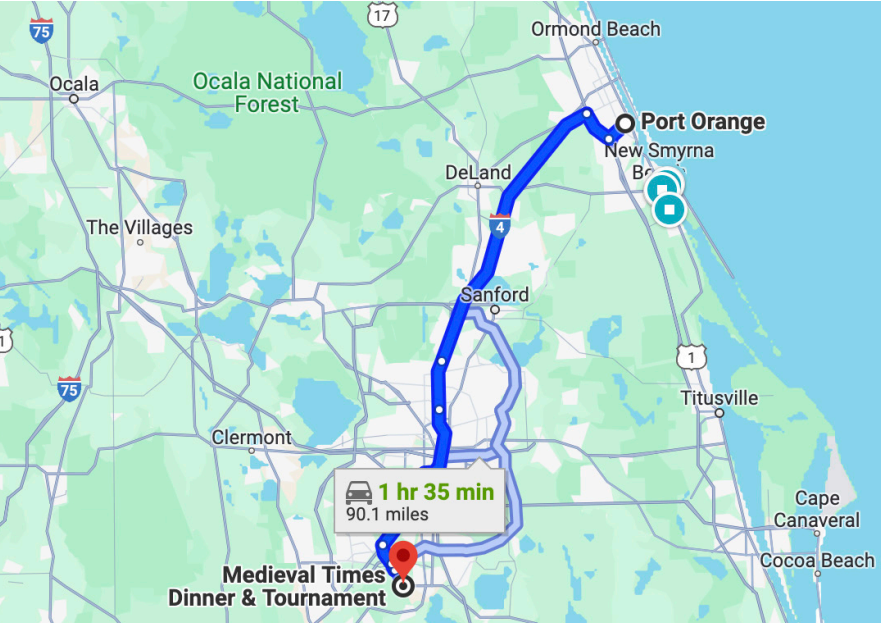 17
Ormond Beach
75
Ocala National
Forest
Ocala
Port Orange
New Smyrna
DeLand
The Villages
4
Sanford
1
1
75
Titusville
Clermont
1 hr 35 min
90.1 miles
Cape
Canaveral
Cocoa Beach
Medieval Times
Dinner & Tournament